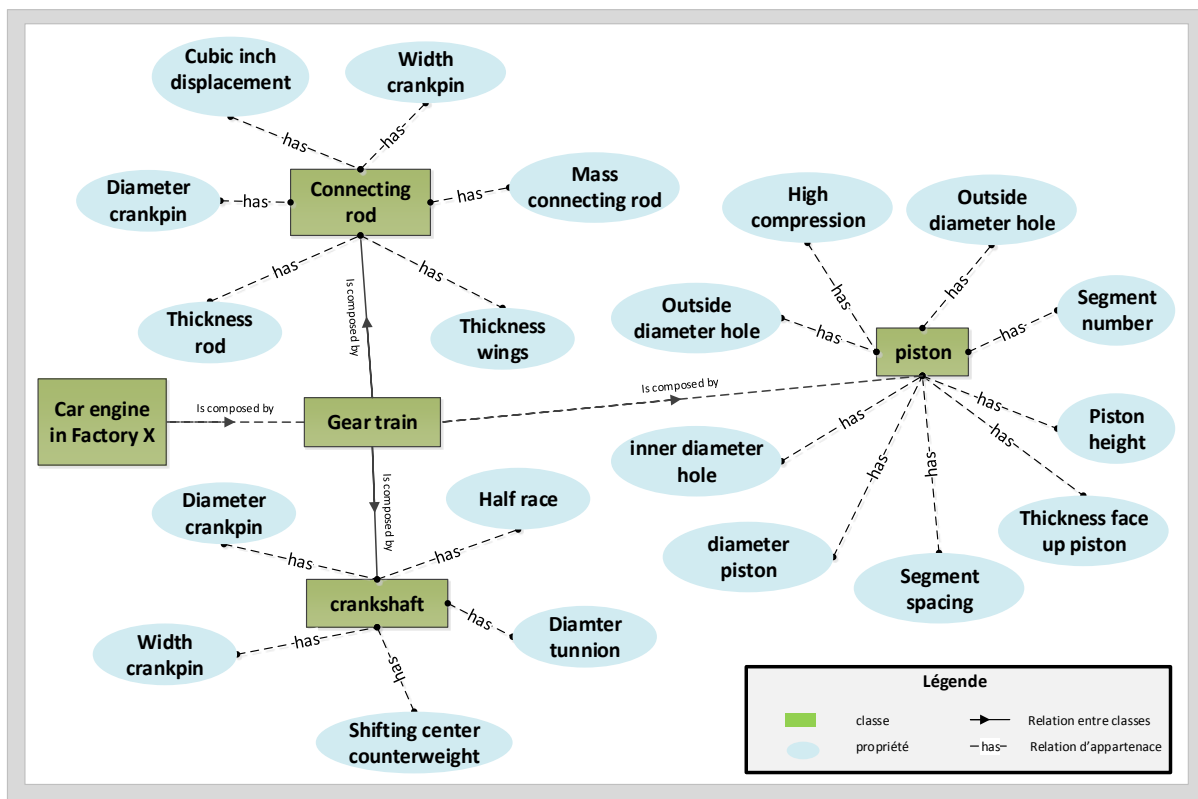 Cubic inch
displacement
Width
crankpin
has
has
Diameter
crankpin
has
Connecting
rod
has
Mass
connecting rod
has
has
Thickness
rod
Thickness
wings
Is composed by
High
compression
Outside
diameter hole
has
has
Outside
diameter hole
has
piston
has
Segment
number
Car engine
in Factory X
Is composed by
Gear train
Is composed by
has
Piston
height
inner diameter
hole
has
has
has
has
Thickness face
up piston
diameter
piston
Segment
spacing
Is composed by
Diameter
crankpin
Half race
has
has
crankshaft
has
Diamter
tunnion
Width
crankpin
has
has
Shifting center
counterweight
Légende
classe
Relation entre classes
propriété
has
Relation d’appartenace